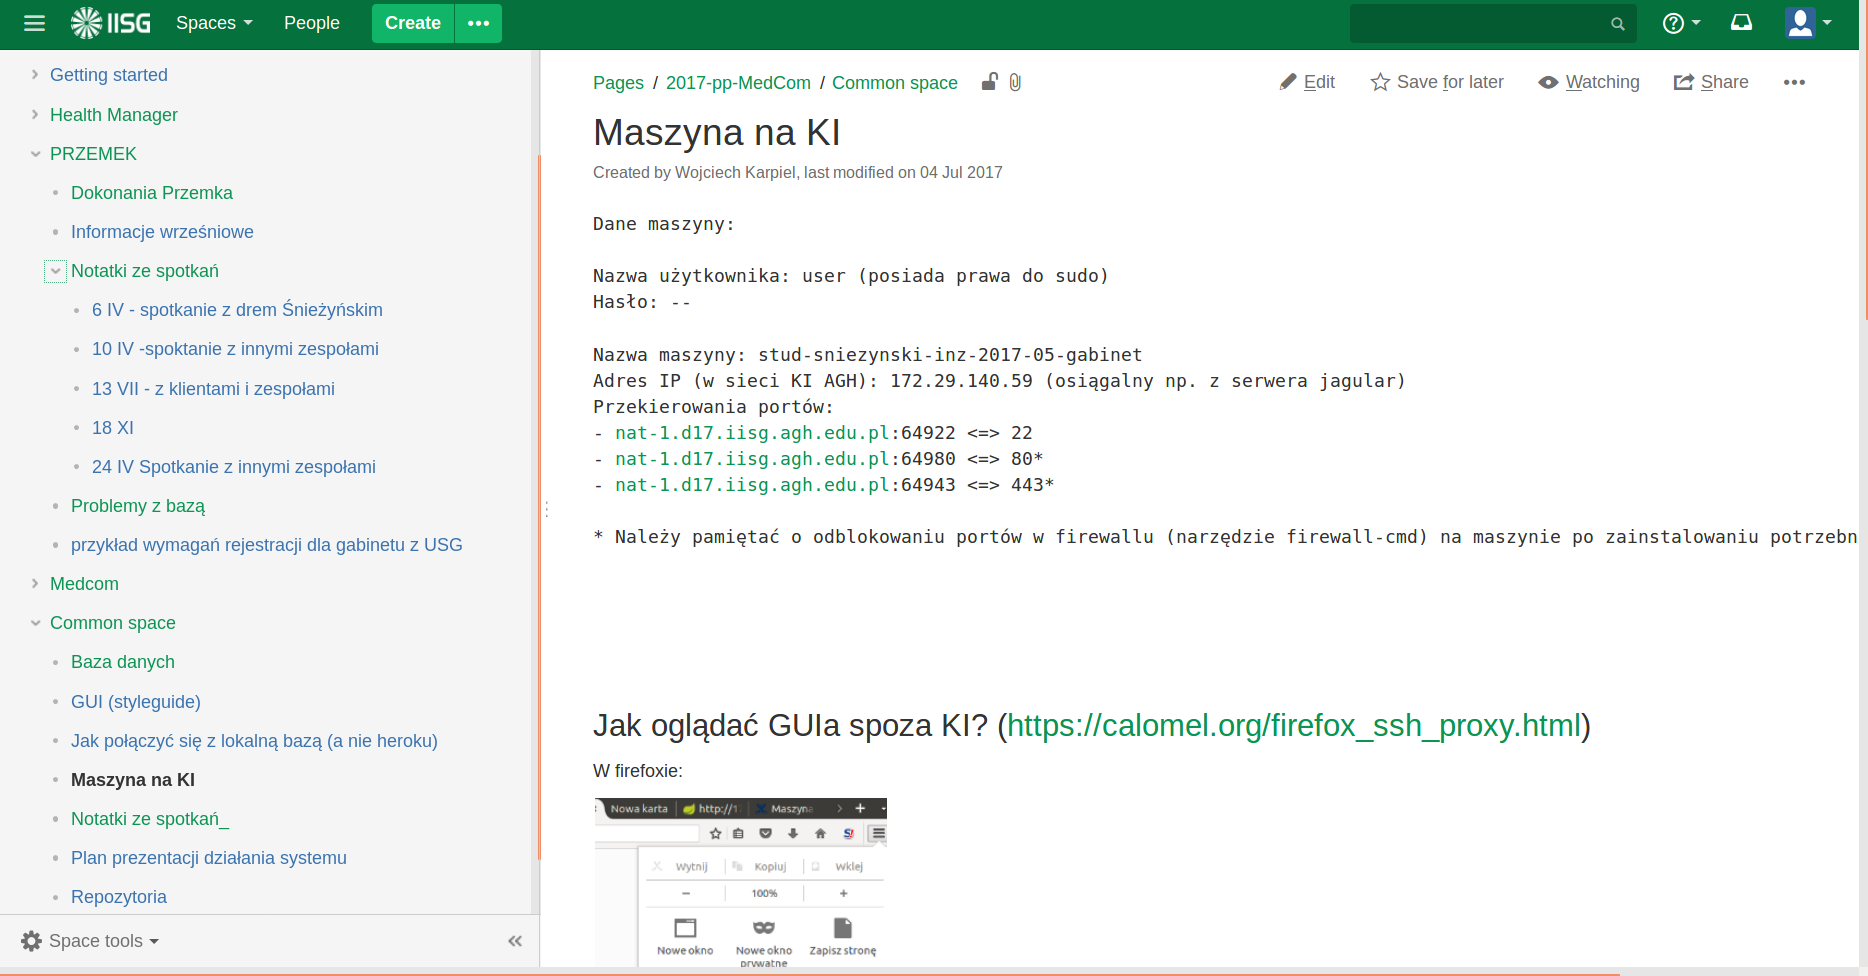 IISG Spaces People Create
Getting started
Health Manager
PRZEMEK
Dokonania Przemka
Informacje wrześniowe
Notatki ze spotkań
6 IV - spotkanie z drem Śnieżyńskim
10 IV -spoktanie z innymi zespołami
13 VII - z klientami i zespołami
18 XI
24 IV Spotkanie z innymi zespołami
Problemy z bazą
przykład wymagań rejestracji dla gabinetu z USG
Medcom
Common space
Baza danych
GUI (styleguide)
Jak połączyć się z lokalną bazą (a nie heroku)
Maszyna na KI
Notatki ze spotkań_
Plan prezentacji działania systemu
Repozytoria
Space tools
Pages / 2017-pp-MedCom / Common space
Edit Save for later Watching Share
Maszyna na KI
Created by Wojciech Karpiel, last modified on 04 Jul 2017
Dane maszyny:
Nazwa użytkownika: user (posiada prawa do sudo)
Hasło: --
Nazwa maszyny: stud-sniezynski-inz-2017-05-gabinet
Adres IP (w sieci KI AGH): 172.29.140.59 (osiągalny np. z serwera jagular)
Przekierowania portów:
- nat-1.d17.iisg.agh.edu.pl:64922 <=> 22
- nat-1.d17.iisg.agh.edu.pl:64980 <=> 80*
- nat-1.d17.iisg.agh.edu.pl:64943 <=> 443*
* Należy pamiętać o odblokowaniu portów w firewallu (narzędzie firewall-cmd) na maszynie po zainstalowaniu potrzebn
Jak oglądać GUIa spoza KI? (https://calomel.org/firefox_ssh_proxy.html)
W firefoxie:
Nowa karta http://1 Maszyna
Wytnij Kopiuj Wklej
− 100% +
Nowe okno Nowe okno prywatne Zapisz stronę